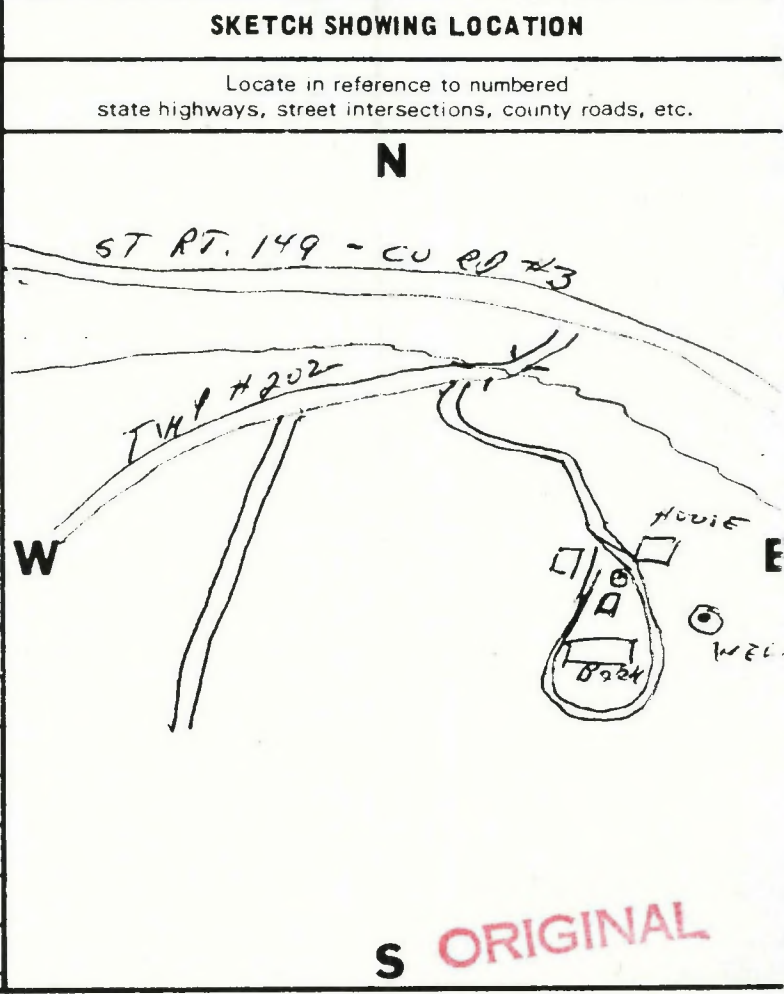 SKETCH SHOWING LOCATION
Locate in reference to numbered
state highways, street intersections, county roads, etc.
N
ST RT. 149 - CO RD #3
TWP # 202
HOUSE
W
E
WEL
BARN
ORIGINAL
S